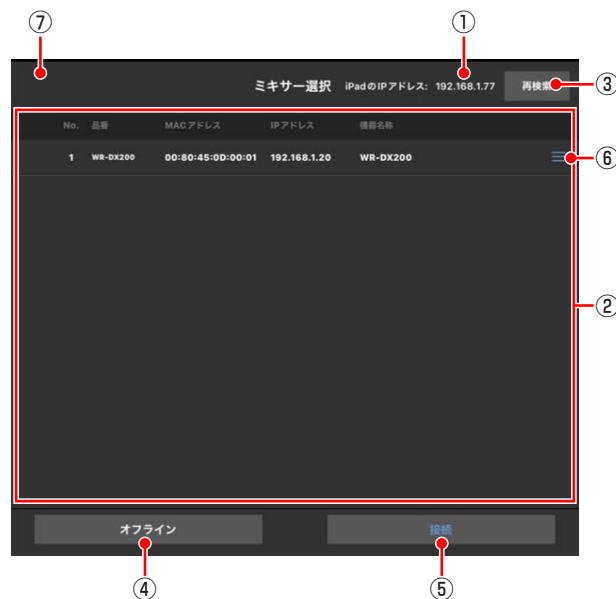 ⑦ ①
ミキサー選択 iPadのIPアドレス: 192.168.1.77 再検索 ③
No. 品番 MACアドレス IPアドレス 機器名称
1 WR-DX200 00:80:45:0D:00:01 192.168.1.20 WR-DX200 ⑥
②
オフライン 接続
④ ⑤